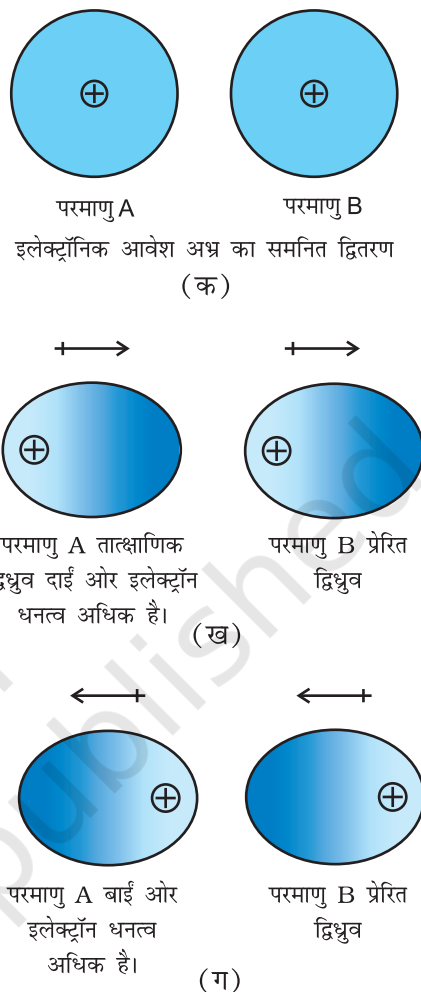 परमाणु A
परमाणु B
इलेक्ट्रॉनिक आवेश अभ्र का समनित द्वितरण
(क)
परमाणु A तात्क्षाणिक
द्विध्रुव दाईं ओर इलेक्ट्रॉन
धनत्व अधिक है।
परमाणु B प्रेरित
द्विध्रुव
(ख)
परमाणु A बाईं ओर
इलेक्ट्रॉन धनत्व
अधिक है।
परमाणु B प्रेरित
द्विध्रुव
(ग)
published